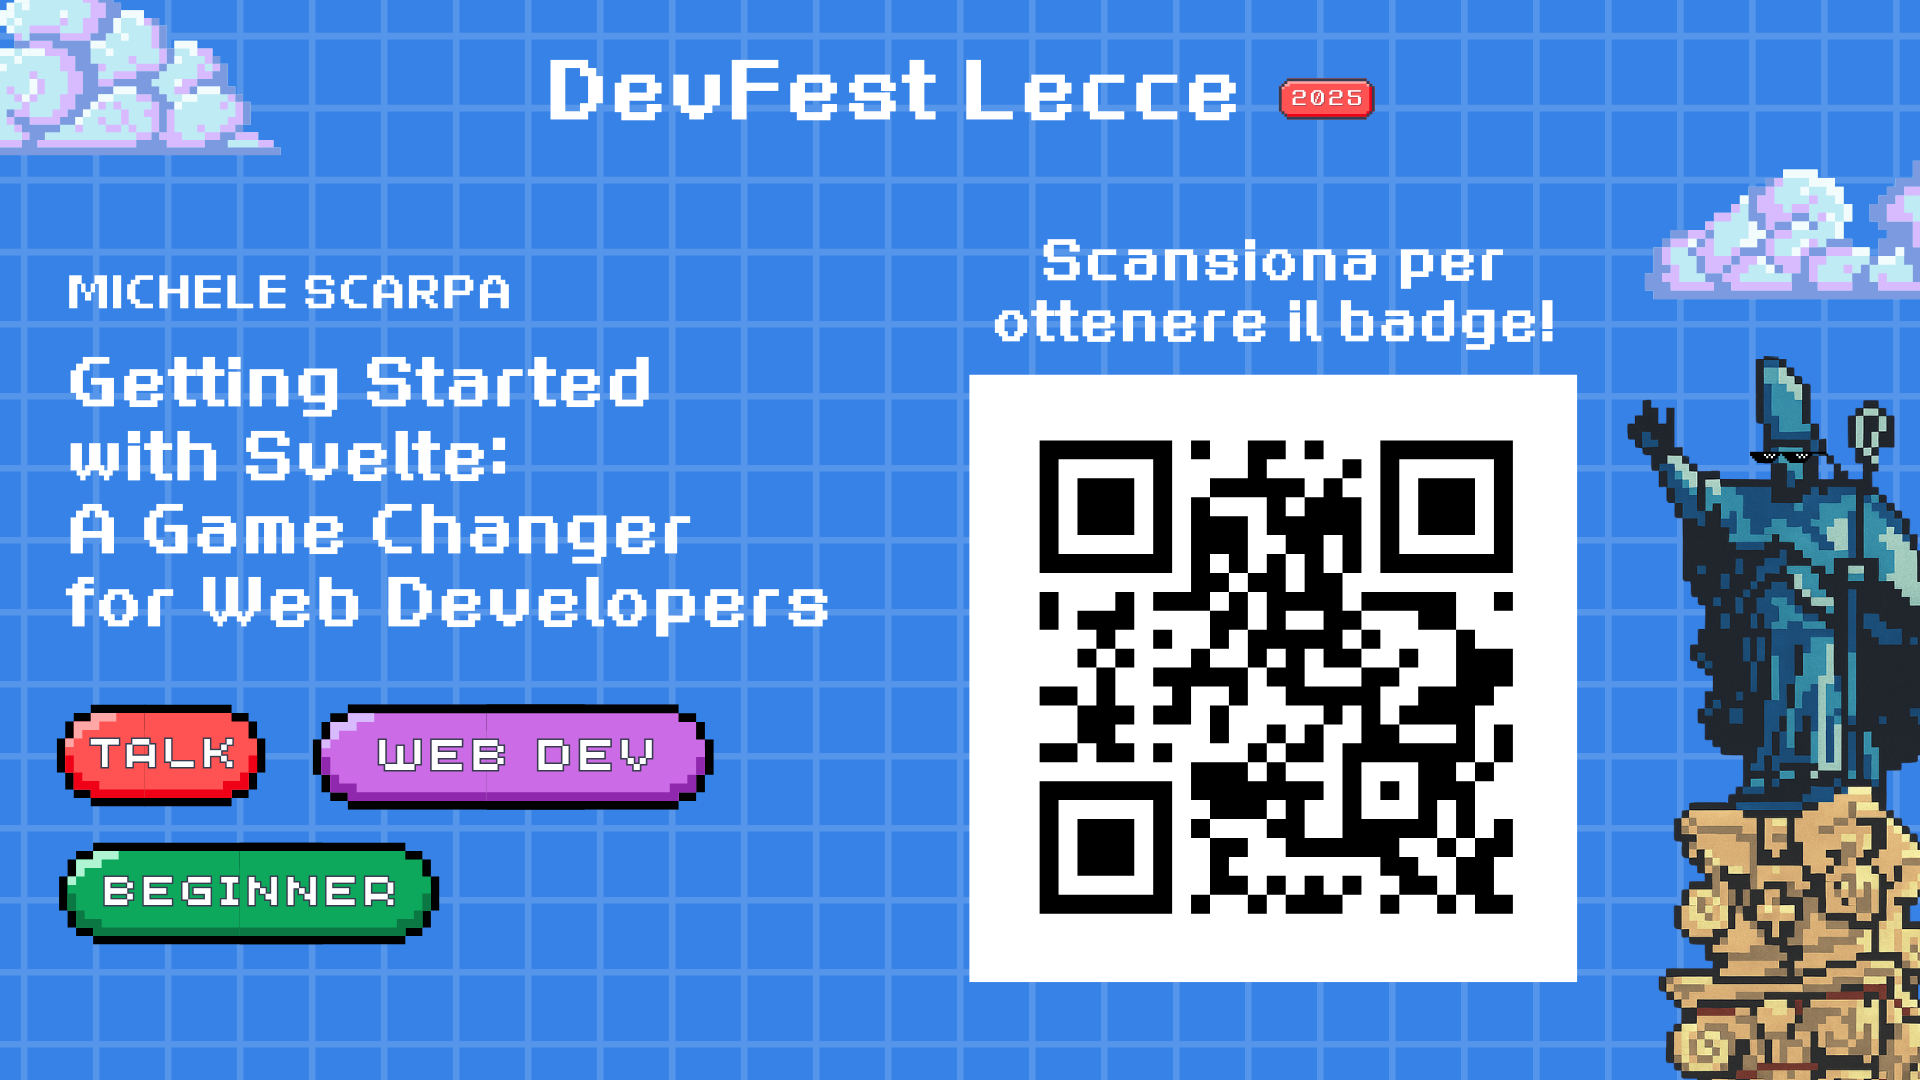 DevFest Lecce 2025
MICHELE SCARPA
Getting Started
with Svelte:
A Game Changer
for Web Developers
TALK
WEB DEV
BEGINNER
Scansiona per
ottenere il badge!